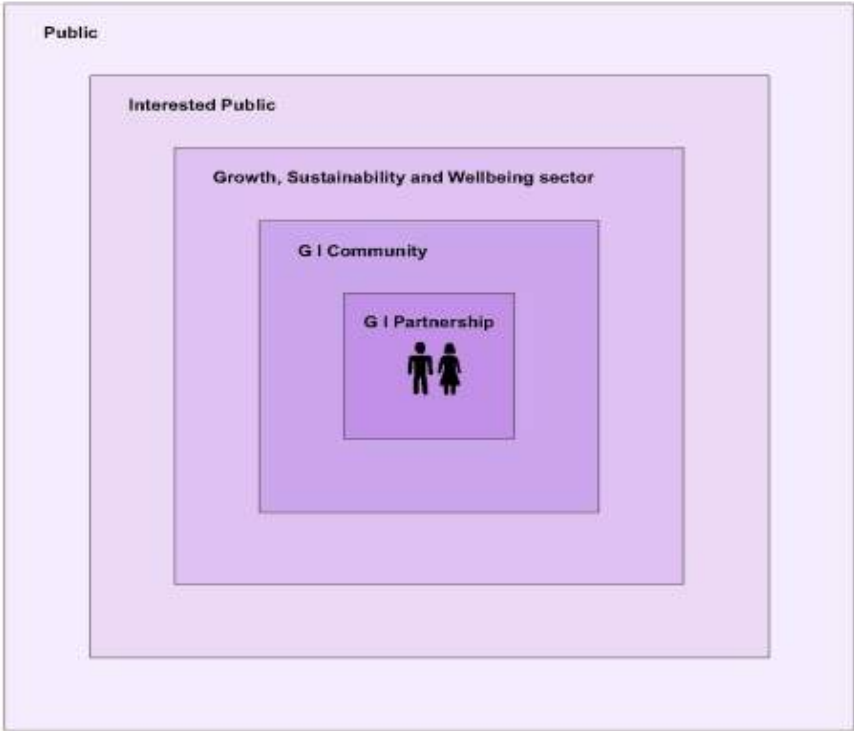 Public
Interested Public
Growth, Sustainability and Wellbeing sector
G I Community
G I Partnership